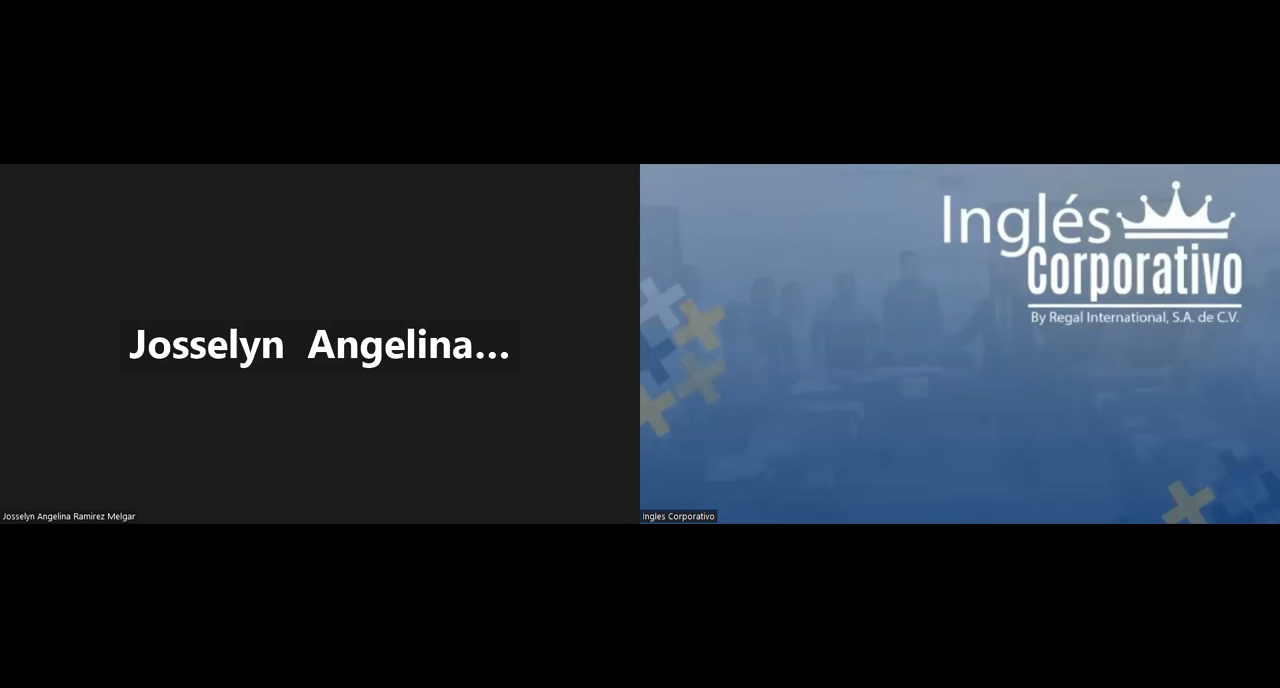 Josselyn Angelina...
Josselyn Angelina Ramirez Melgar
Inglés
Corporativo
By Regal International, S.A. de C.V.
Ingles Corporativo